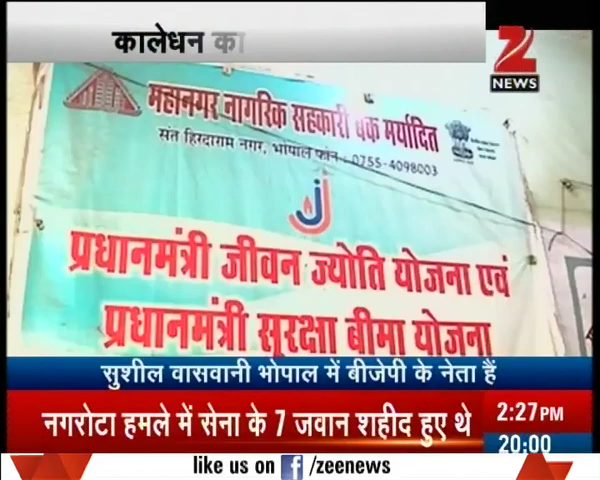 कालेधन का
Z
NEWS
महानगर नागरिक सहकारी बैंक मर्यादित
संत हिरदाराम नगर, भोपाल फोन : 0755-4098003
प्रधानमंत्री जीवन ज्योति योजना एवं
प्रधानमंत्री सुरक्षा बीमा योजना
सुशील वासवानी भोपाल में बीजेपी के नेता हैं
नगरोटा हमले में सेना के 7 जवान शहीद हुए थे
2:27PM
20:00
like us on f /zeenews